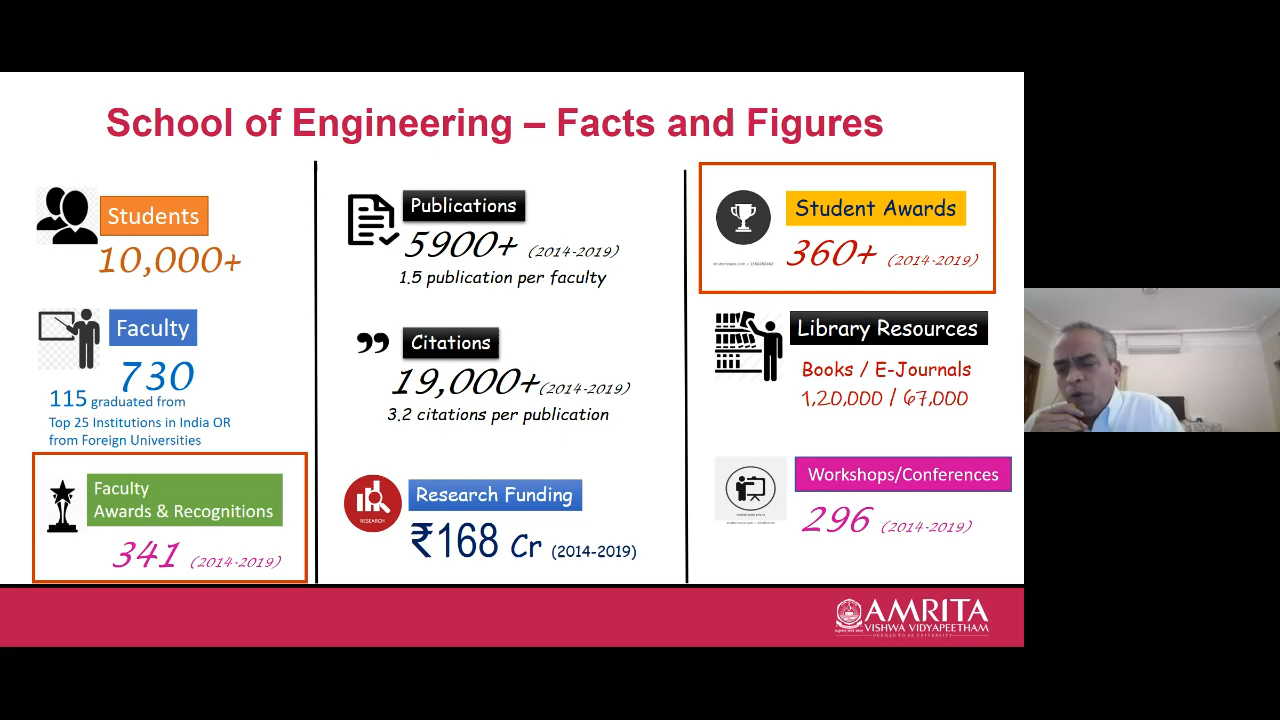 School of Engineering – Facts and Figures
Students
10,000+
Faculty
730
115 graduated from
Top 25 Institutions in India OR
from Foreign Universities
Faculty
Awards & Recognitions
341 (2014-2019)
Publications
5900+ (2014-2019)
1.5 publication per faculty
Citations
19,000+(2014-2019)
3.2 citations per publication
RESEARCH
Research Funding
₹168 Cr (2014-2019)
Student Awards
360+ (2014-2019)
Library Resources
Books / E-Journals
1,20,000 / 67,000
Workshops/Conferences
296 (2014-2019)
AMRITA
VISHWA VIDYAPEETHAM